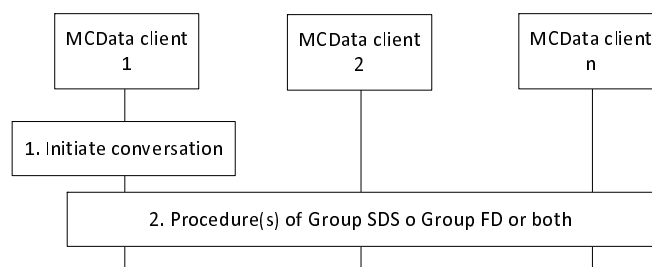 MCData client
1
MCData client
2
MCData client
n
1. Initiate conversation
2. Procedure(s) of Group SDS o Group FD or both